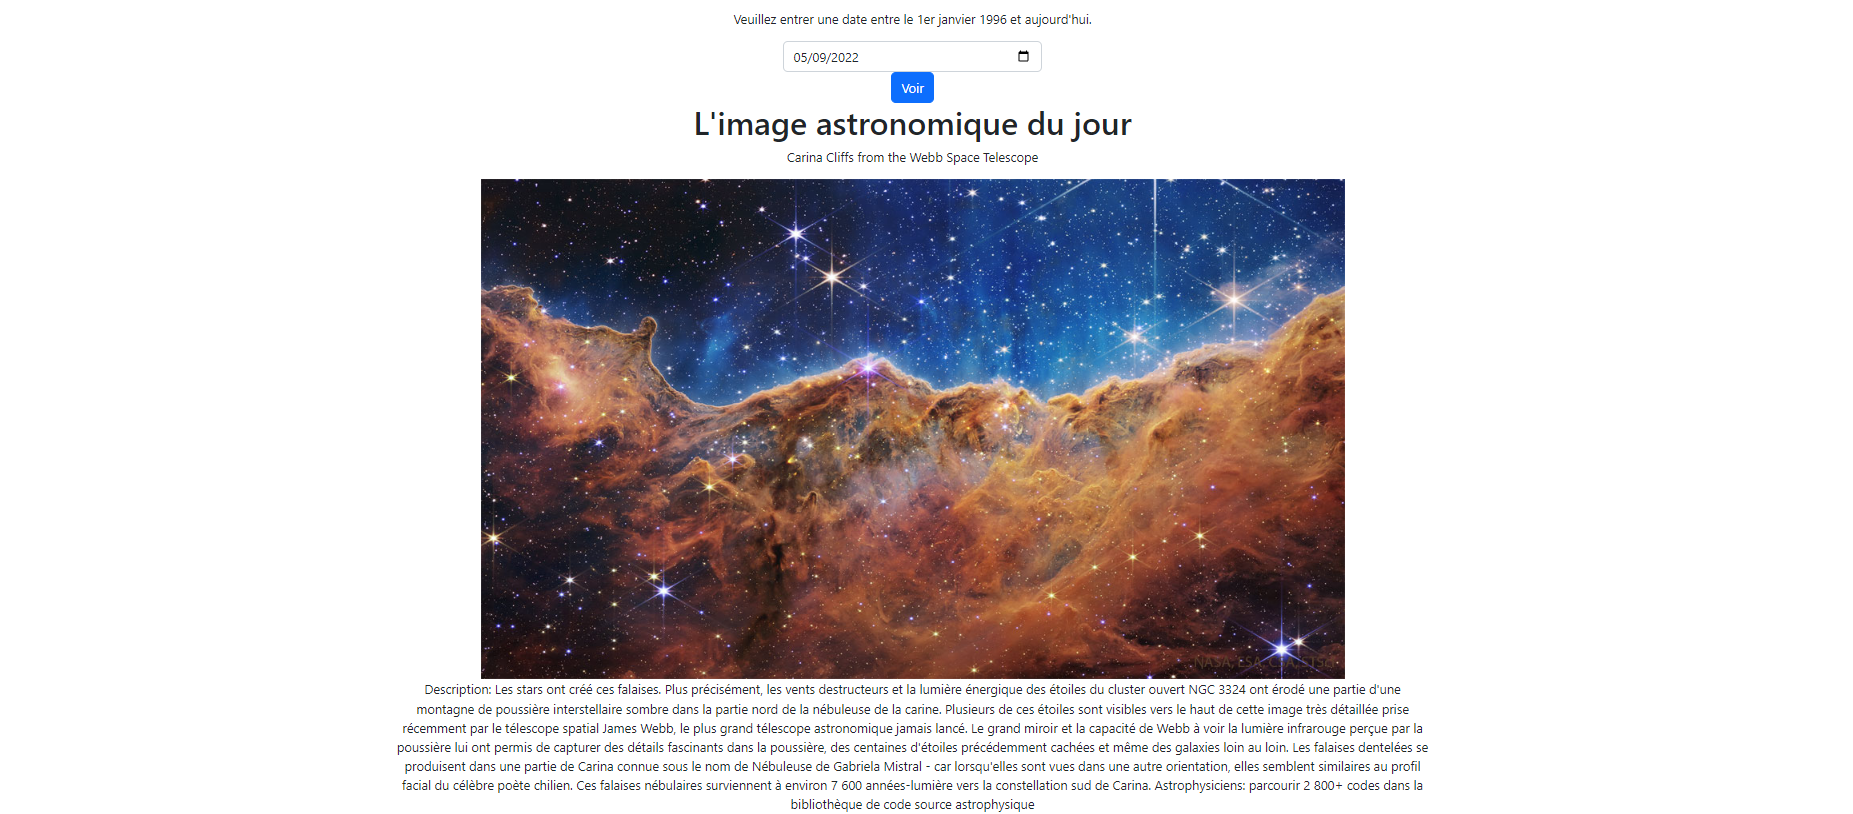 Veuillez entrer une date entre le 1er janvier 1996 et aujourd'hui.
05/09/2022
Voir
L'image astronomique du jour
Carina Cliffs from the Webb Space Telescope
NASA, ESA, CSA, STScI
Description: Les stars ont créé ces falaises. Plus précisément, les vents destructeurs et la lumière énergique des étoiles du cluster ouvert NGC 3324 ont érodé une partie d'une
montagne de poussière interstellaire sombre dans la partie nord de la nébuleuse de la carine. Plusieurs de ces étoiles sont visibles vers le haut de cette image très détaillée prise
récemment par le télescope spatial James Webb, le plus grand télescope astronomique jamais lancé. Le grand miroir et la capacité de Webb à voir la lumière infrarouge perçue par la
poussière lui ont permis de capturer des détails fascinants dans la poussière, des centaines d'étoiles précédemment cachées et même des galaxies loin au loin. Les falaises dentelées se
produisent dans une partie de Carina connue sous le nom de Nébuleuse de Gabriela Mistral - car lorsqu'elles sont vues dans une autre orientation, elles semblent similaires au profil
facial du célèbre poète chilien. Ces falaises nébulaires surviennent à environ 7 600 années-lumière vers la constellation sud de Carina. Astrophysiciens: parcourir 2 800+ codes dans la
bibliothèque de code source astrophysique